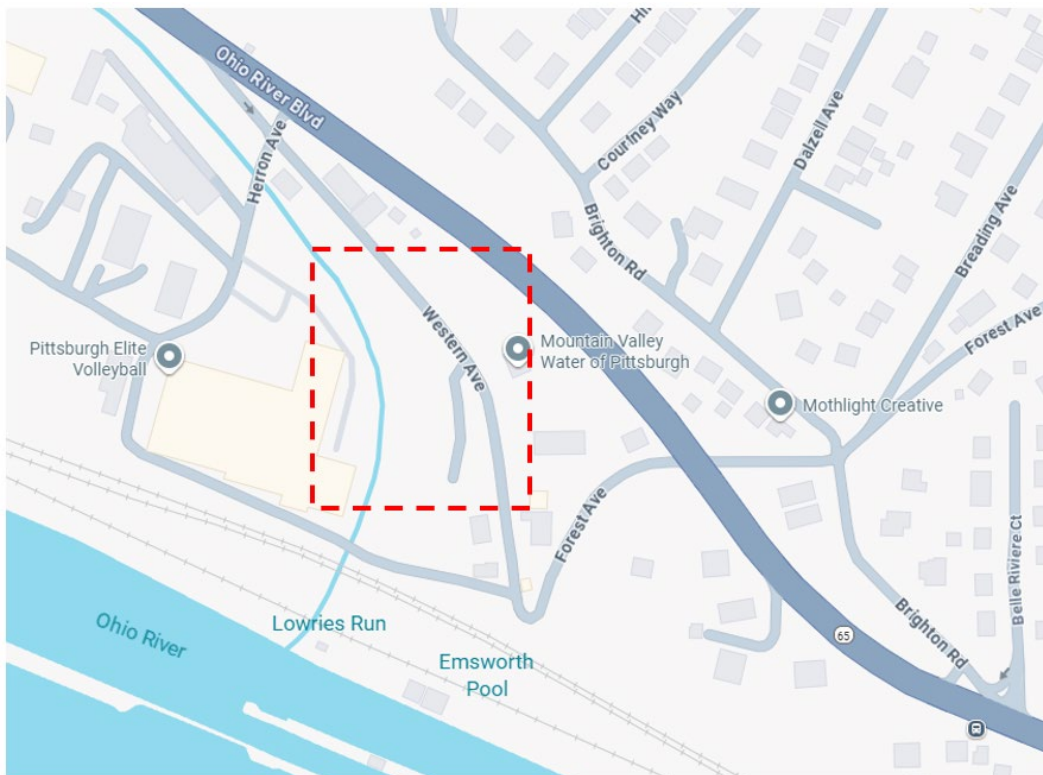 Ohio River Blvd
Herron Ave
Hi
Courtney Way
Dalzell Ave
Brighton Rd
Breading Ave
Forest Ave
Western Ave
Pittsburgh Elite
Volleyball
Mountain Valley
Water of Pittsburgh
Mothlight Creative
Forest Ave
Belle Riviere Ct
Ohio River
Lowries Run
Emsworth
Pool
65
Brighton Rd